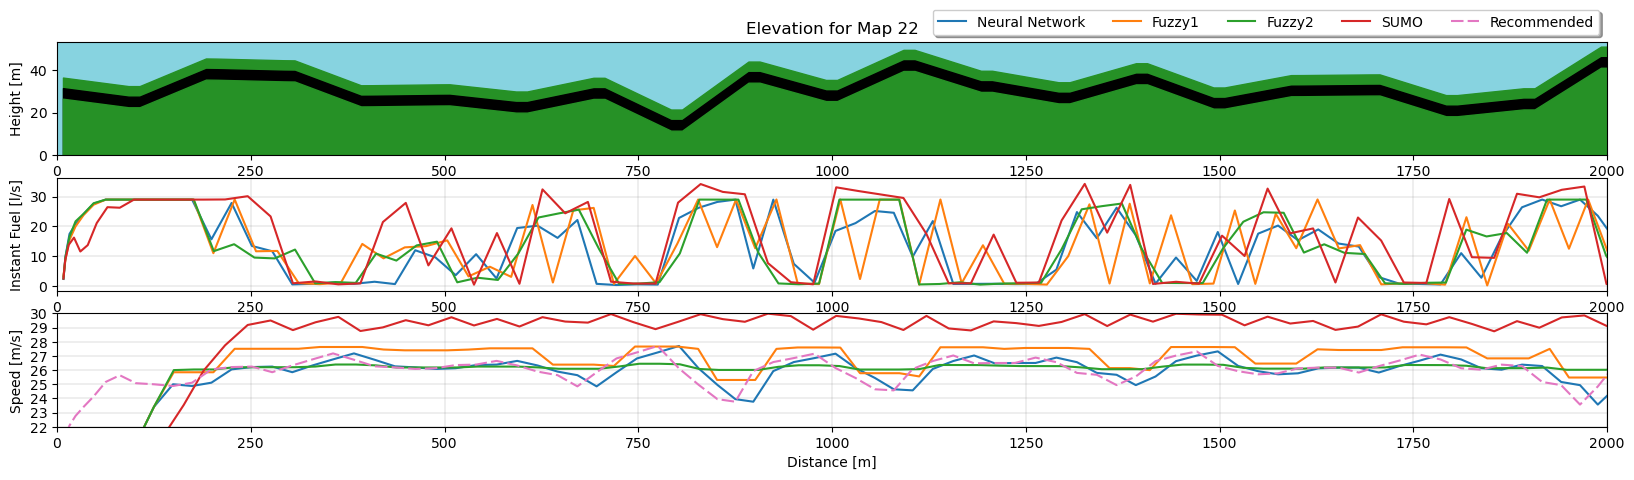 Elevation for Map 22
Neural Network Fuzzy1 Fuzzy2 SUMO Recommended
Height [m]
40
20
0
0 250 500 750 1000 1250 1500 1750 2000
Instant Fuel [l/s]
30
20
10
0
0 250 500 750 1000 1250 1500 1750 2000
Speed [m/s]
30
29
28
27
26
25
24
23
22
0 250 500 750 1000 1250 1500 1750 2000
Distance [m]